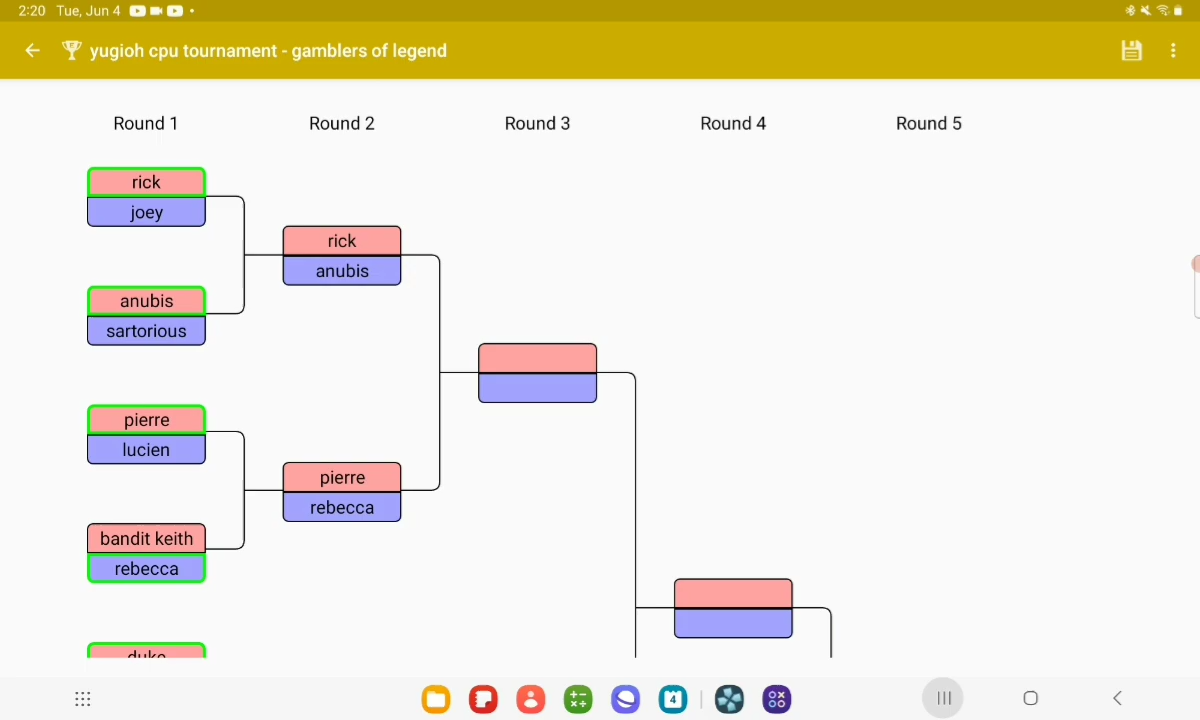 2:20 Tue, Jun 4
yugioh cpu tournament - gamblers of legend
Round 1 Round 2 Round 3 Round 4 Round 5
rick
joey
rick
anubis
anubis
sartorious
pierre
lucien
pierre
rebecca
bandit keith
rebecca
duke
4